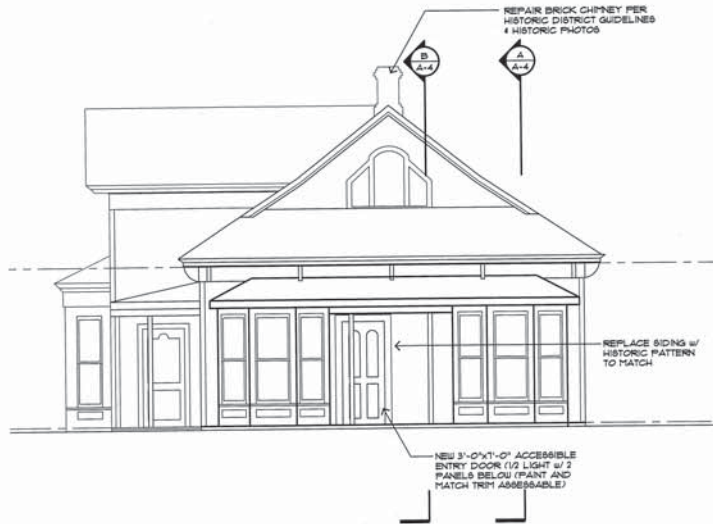 REPAIR BRICK CHIMNEY PER
HISTORIC DISTRICT GUIDELINES
& HISTORIC PHOTOS
B
A-4
A
A-4
REPLACE SIDING W/
HISTORIC PATTERN
TO MATCH
NEW 3'-0"x7'-0" ACCESSIBLE
ENTRY DOOR (1/2 LIGHT W/ 2
PANELS BELOW (PAINT AND
MATCH TRIM ASSESSABLE)